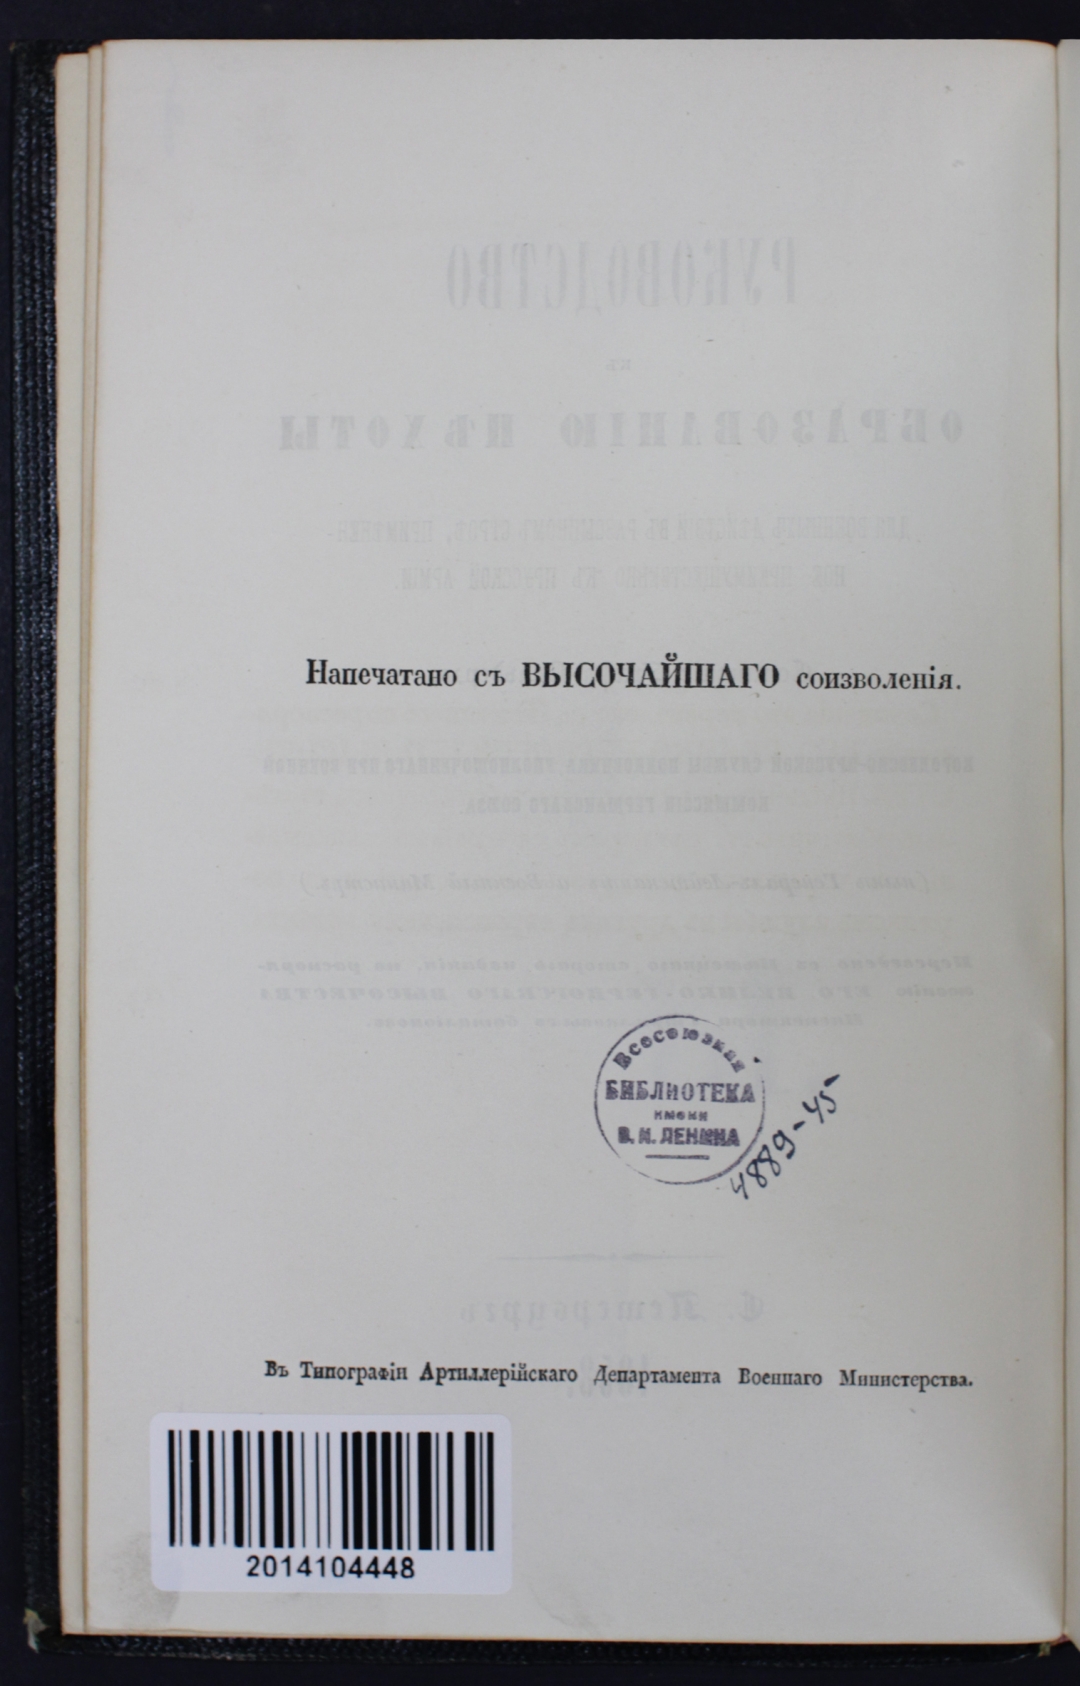 Напечатано съ ВЫСОЧАЙШАГО соизволенія.
Всесоюзная
БИБЛИОТЕКА
имени
В. И. ЛЕНИНА
4889-45
Въ Типографіи Артиллерійскаго Департамента Военнаго Министерства.
2014104448